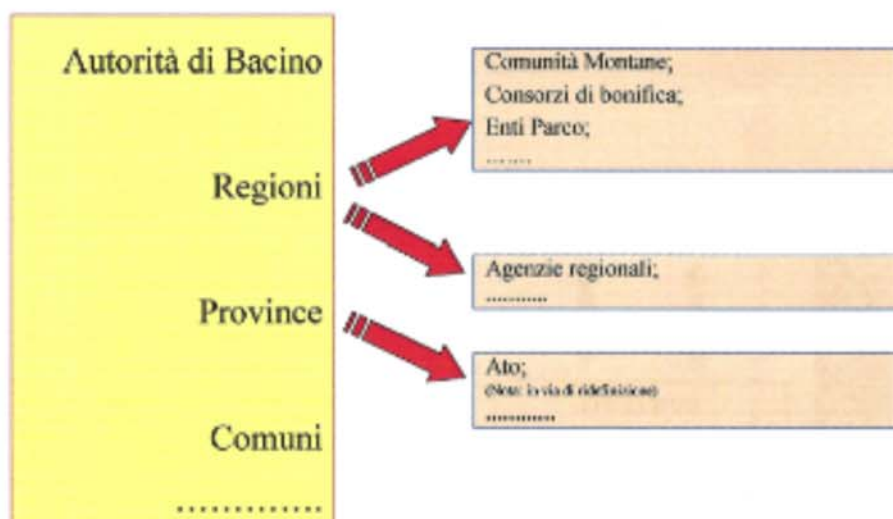 Autorità di Bacino
Regioni
Province
Comuni
..............
Comunità Montane;
Consorzi di bonifica;
Enti Parco;
.......
Agenzie regionali;
...........
Ato;
(Nota: in via di ridefinizione)
............